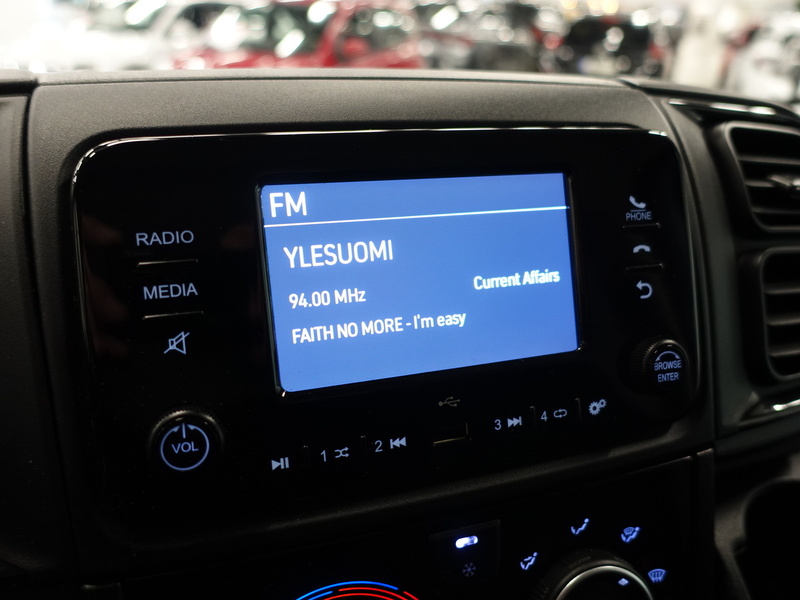 FM
YLESUOMI
94.00 MHz
Current Affairs
FAITH NO MORE - I'm easy
RADIO
MEDIA
VOL
1
2
3
4
PHONE
BROWSE
ENTER